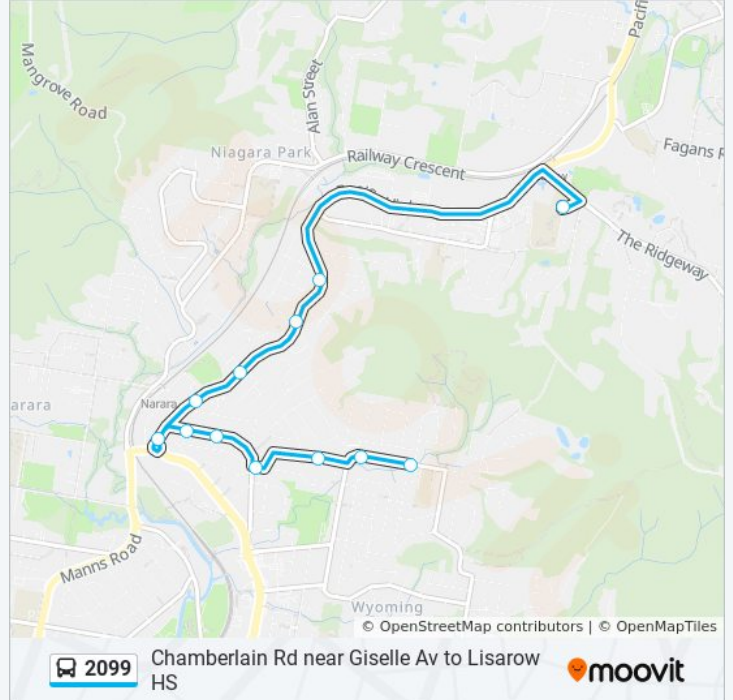 Pacifi
Mangrove Road
Alan Street
Niagara Park
Railway Crescent
Fagans R
The Ridgeway
arara
Narara
Manns Road
Wyoming
© OpenStreetMap contributors | © OpenMapTiles
2099
Chamberlain Rd near Giselle Av to Lisarow
HS
moovit